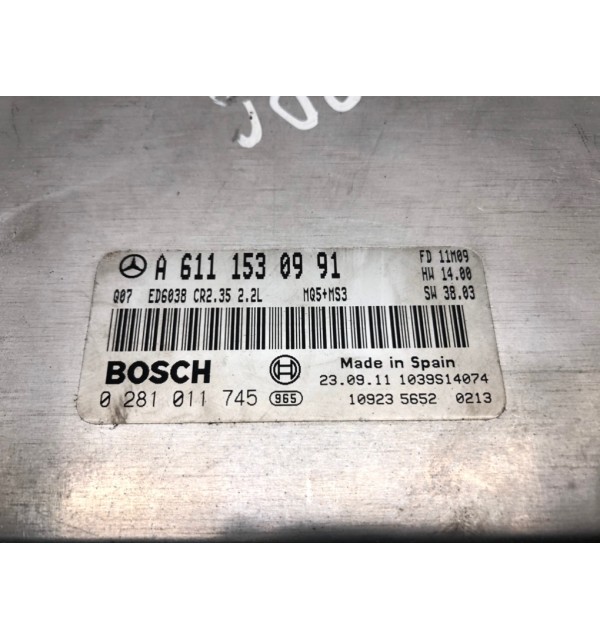 A 611 153 09 91
FD 11M09
HW 14.00
Q07 ED6038 CR2.35 2.2L MQ5+MS3 SW 38.03
BOSCH
Made in Spain
23.09.11 1039S14074
0 281 011 745 965
10923 5652 0213